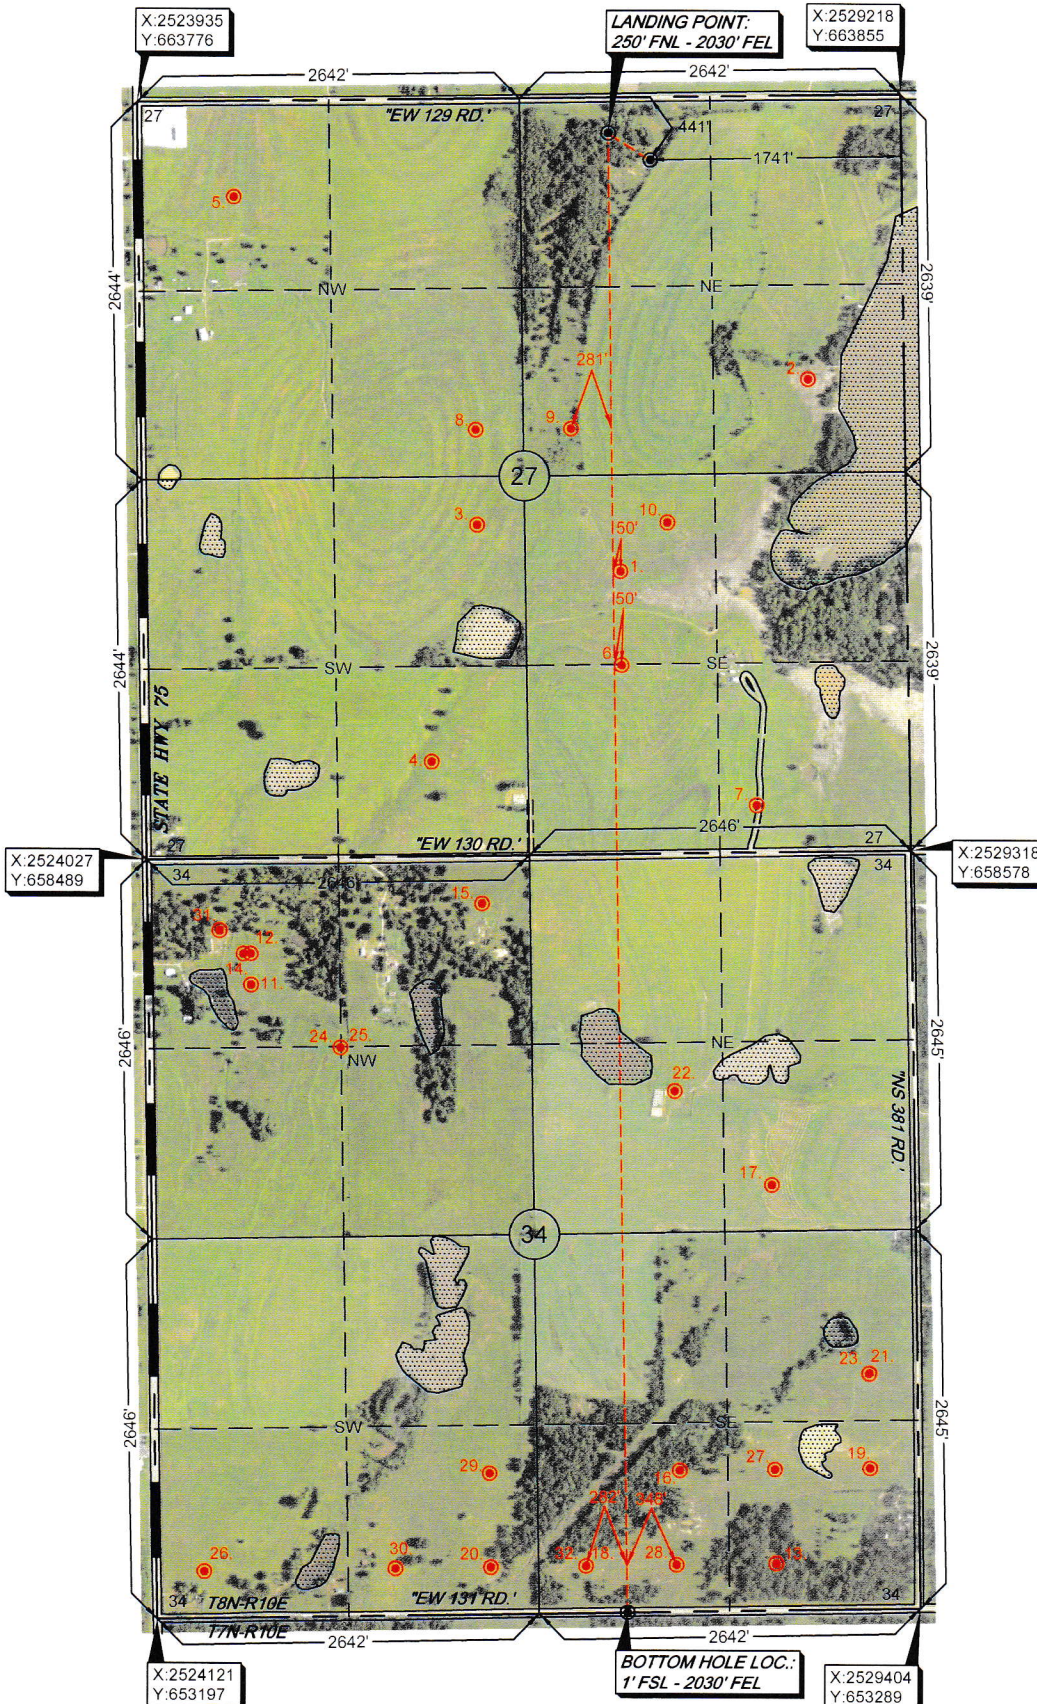 X:2523935
Y:663776
LANDING POINT:
250' FNL - 2030' FEL
X:2529218
Y:663855
2642'
2642'
27
"EW 129 RD.'
27
441'
1741'
5.
2644'
NW
NE
2639'
281'
2.
8.
9.
27
3.
10.
50'
1.
50'
6.
2644'
SW
SE
2639'
STATE HWY 75
4.
7.
2646'
27
"EW 130 RD.'
27
X:2524027
Y:658489
X:2529318
Y:658578
34
2646'
34
15.
31.
12.
14.
11.
24.
25.
NW
NE
2646'
2645'
22.
"NS 381 RD.'
17.
34
23.
21.
2646'
SW
SE
2645'
29.
16.
27.
19.
348'
26.
30.
20.
32.
18.
28.
13.
34
T8N-R10E
"EW 131 RD.'
34
T7N-R10E
2642'
2642'
X:2524121
Y:653197
BOTTOM HOLE LOC.:
1' FSL - 2030' FEL
X:2529404
Y:653289